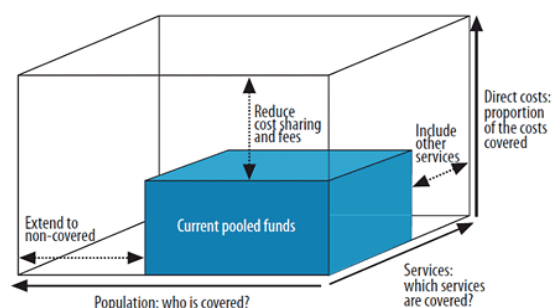 Direct costs:
proportion
of the costs
covered
Reduce
cost sharing
and fees
Include
other
services
Extend to
non-covered
Current pooled funds
Services:
which services
are covered?
Population: who is covered?